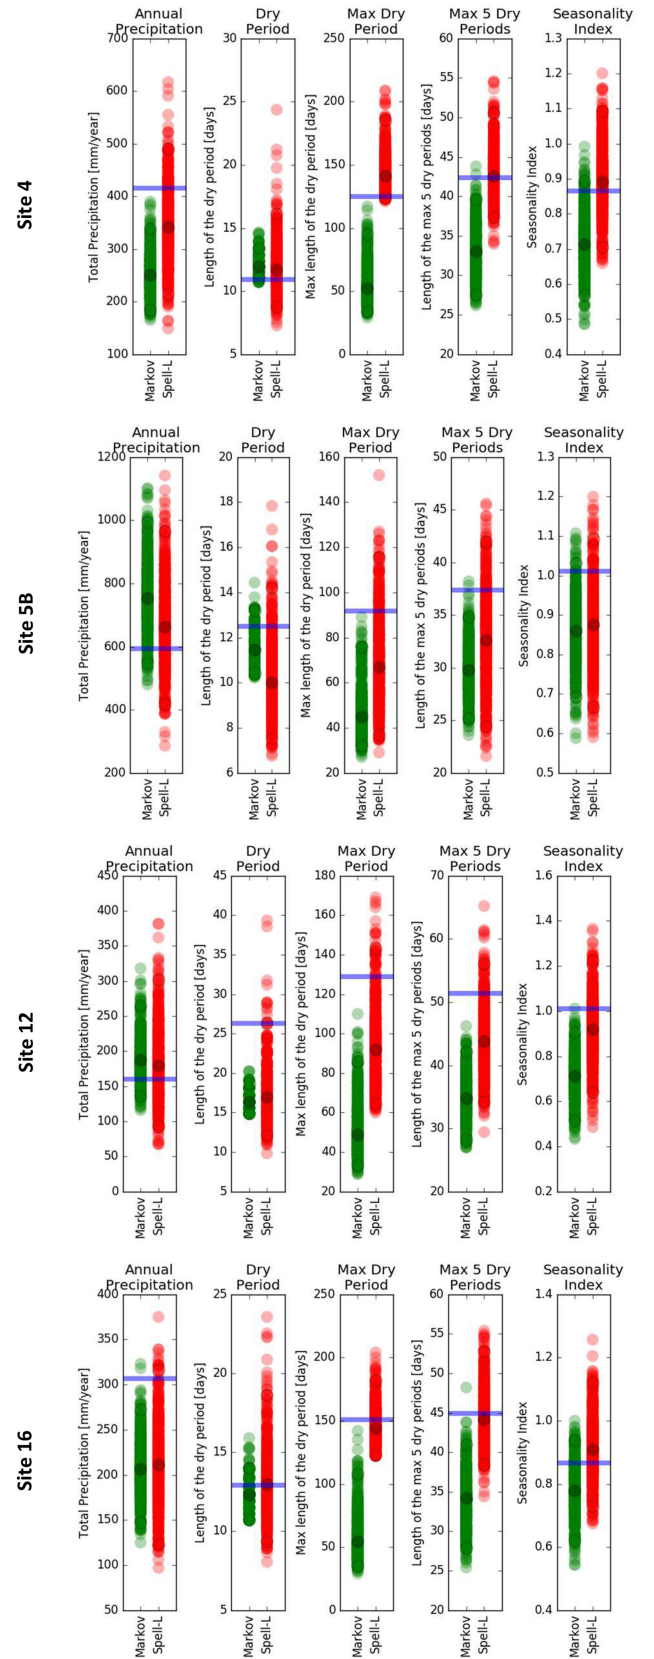 Site 4
Annual
Precipitation
Total Precipitation [mm/year]
700
600
500
400
300
200
100
Markov
Spell-L
Dry
Period
Length of the dry period [days]
30
25
20
15
10
5
Markov
Spell-L
Max Dry
Period
Max length of the dry period [days]
250
200
150
100
50
0
Markov
Spell-L
Max 5 Dry
Periods
Length of the max 5 dry periods [days]
60
55
50
45
40
35
30
25
20
Markov
Spell-L
Seasonality
Index
Seasonality Index
1.3
1.2
1.1
1.0
0.9
0.8
0.7
0.6
0.5
0.4
Markov
Spell-L
Site 5B
Annual
Precipitation
Total Precipitation [mm/year]
1200
1000
800
600
400
200
Markov
Spell-L
Dry
Period
Length of the dry period [days]
20
18
16
14
12
10
8
6
Markov
Spell-L
Max Dry
Period
Max length of the dry period [days]
160
140
120
100
80
60
40
20
Markov
Spell-L
Max 5 Dry
Periods
Length of the max 5 dry periods [days]
50
45
40
35
30
25
20
Markov
Spell-L
Seasonality
Index
Seasonality Index
1.3
1.2
1.1
1.0
0.9
0.8
0.7
0.6
0.5
Markov
Spell-L
Site 12
Annual
Precipitation
Total Precipitation [mm/year]
450
400
350
300
250
200
150
100
50
0
Markov
Spell-L
Dry
Period
Length of the dry period [days]
45
40
35
30
25
20
15
10
5
Markov
Spell-L
Max Dry
Period
Max length of the dry period [days]
180
160
140
120
100
80
60
40
20
Markov
Spell-L
Max 5 Dry
Periods
Length of the max 5 dry periods [days]
70
60
50
40
30
20
Markov
Spell-L
Seasonality
Index
Seasonality Index
1.6
1.4
1.2
1.0
0.8
0.6
0.4
0.2
Markov
Spell-L
Site 16
Annual
Precipitation
Total Precipitation [mm/year]
400
350
300
250
200
150
100
50
Markov
Spell-L
Dry
Period
Length of the dry period [days]
25
20
15
10
5
Markov
Spell-L
Max Dry
Period
Max length of the dry period [days]
250
200
150
100
50
0
Markov
Spell-L
Max 5 Dry
Periods
Length of the max 5 dry periods [days]
60
55
50
45
40
35
30
25
20
Markov
Spell-L
Seasonality
Index
Seasonality Index
1.4
1.2
1.0
0.8
0.6
0.4
Markov
Spell-L